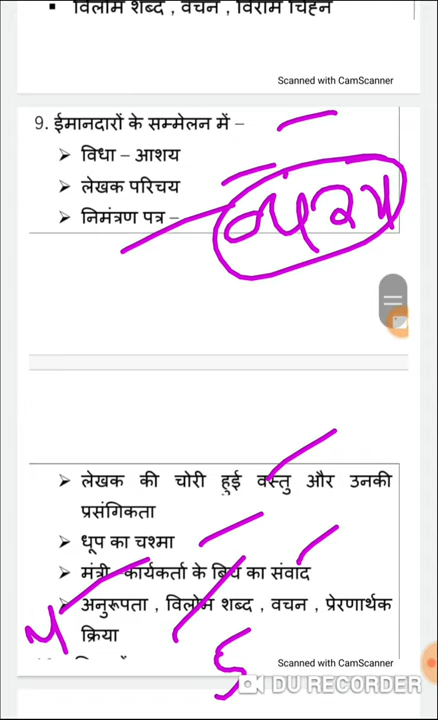 ▪ विलोम शब्द , वचन , विराम चिह्न
Scanned with CamScanner
9. ईमानदारों के सम्मेलन में –
➤ विधा – आशय
➤ लेखक परिचय
➤ निमंत्रण पत्र –
➤ लेखक की चोरी हुई वस्तु और उनकी
प्रसंगिकता
➤ धूप का चश्मा
➤ मंत्री- कार्यकर्ता के बिच का संवाद
➤ अनुरूपता , विलोम शब्द , वचन , प्रेरणार्थक
क्रिया
Scanned with CamScanner
DU RECORDER